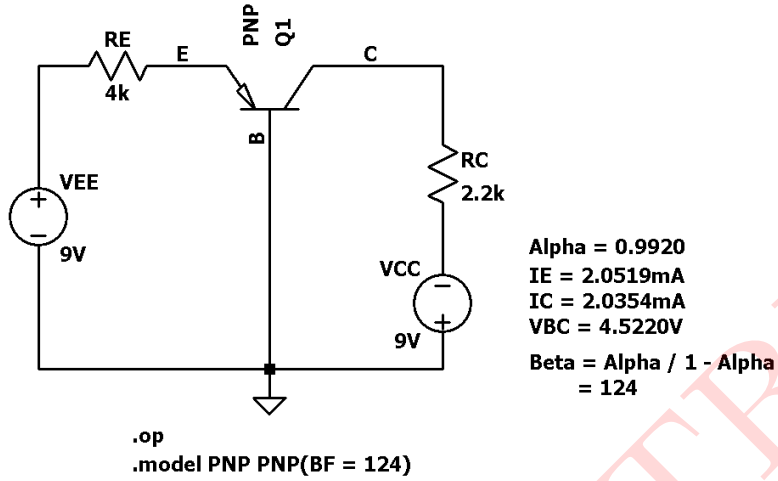 PNP
Q1
RE
4k
E
C
B
VEE
+
−
9V
RC
2.2k
VCC
−
+
9V
Alpha = 0.9920
IE = 2.0519mA
IC = 2.0354mA
VBC = 4.5220V
Beta = Alpha / 1 - Alpha
= 124
.op
.model PNP PNP(BF = 124)